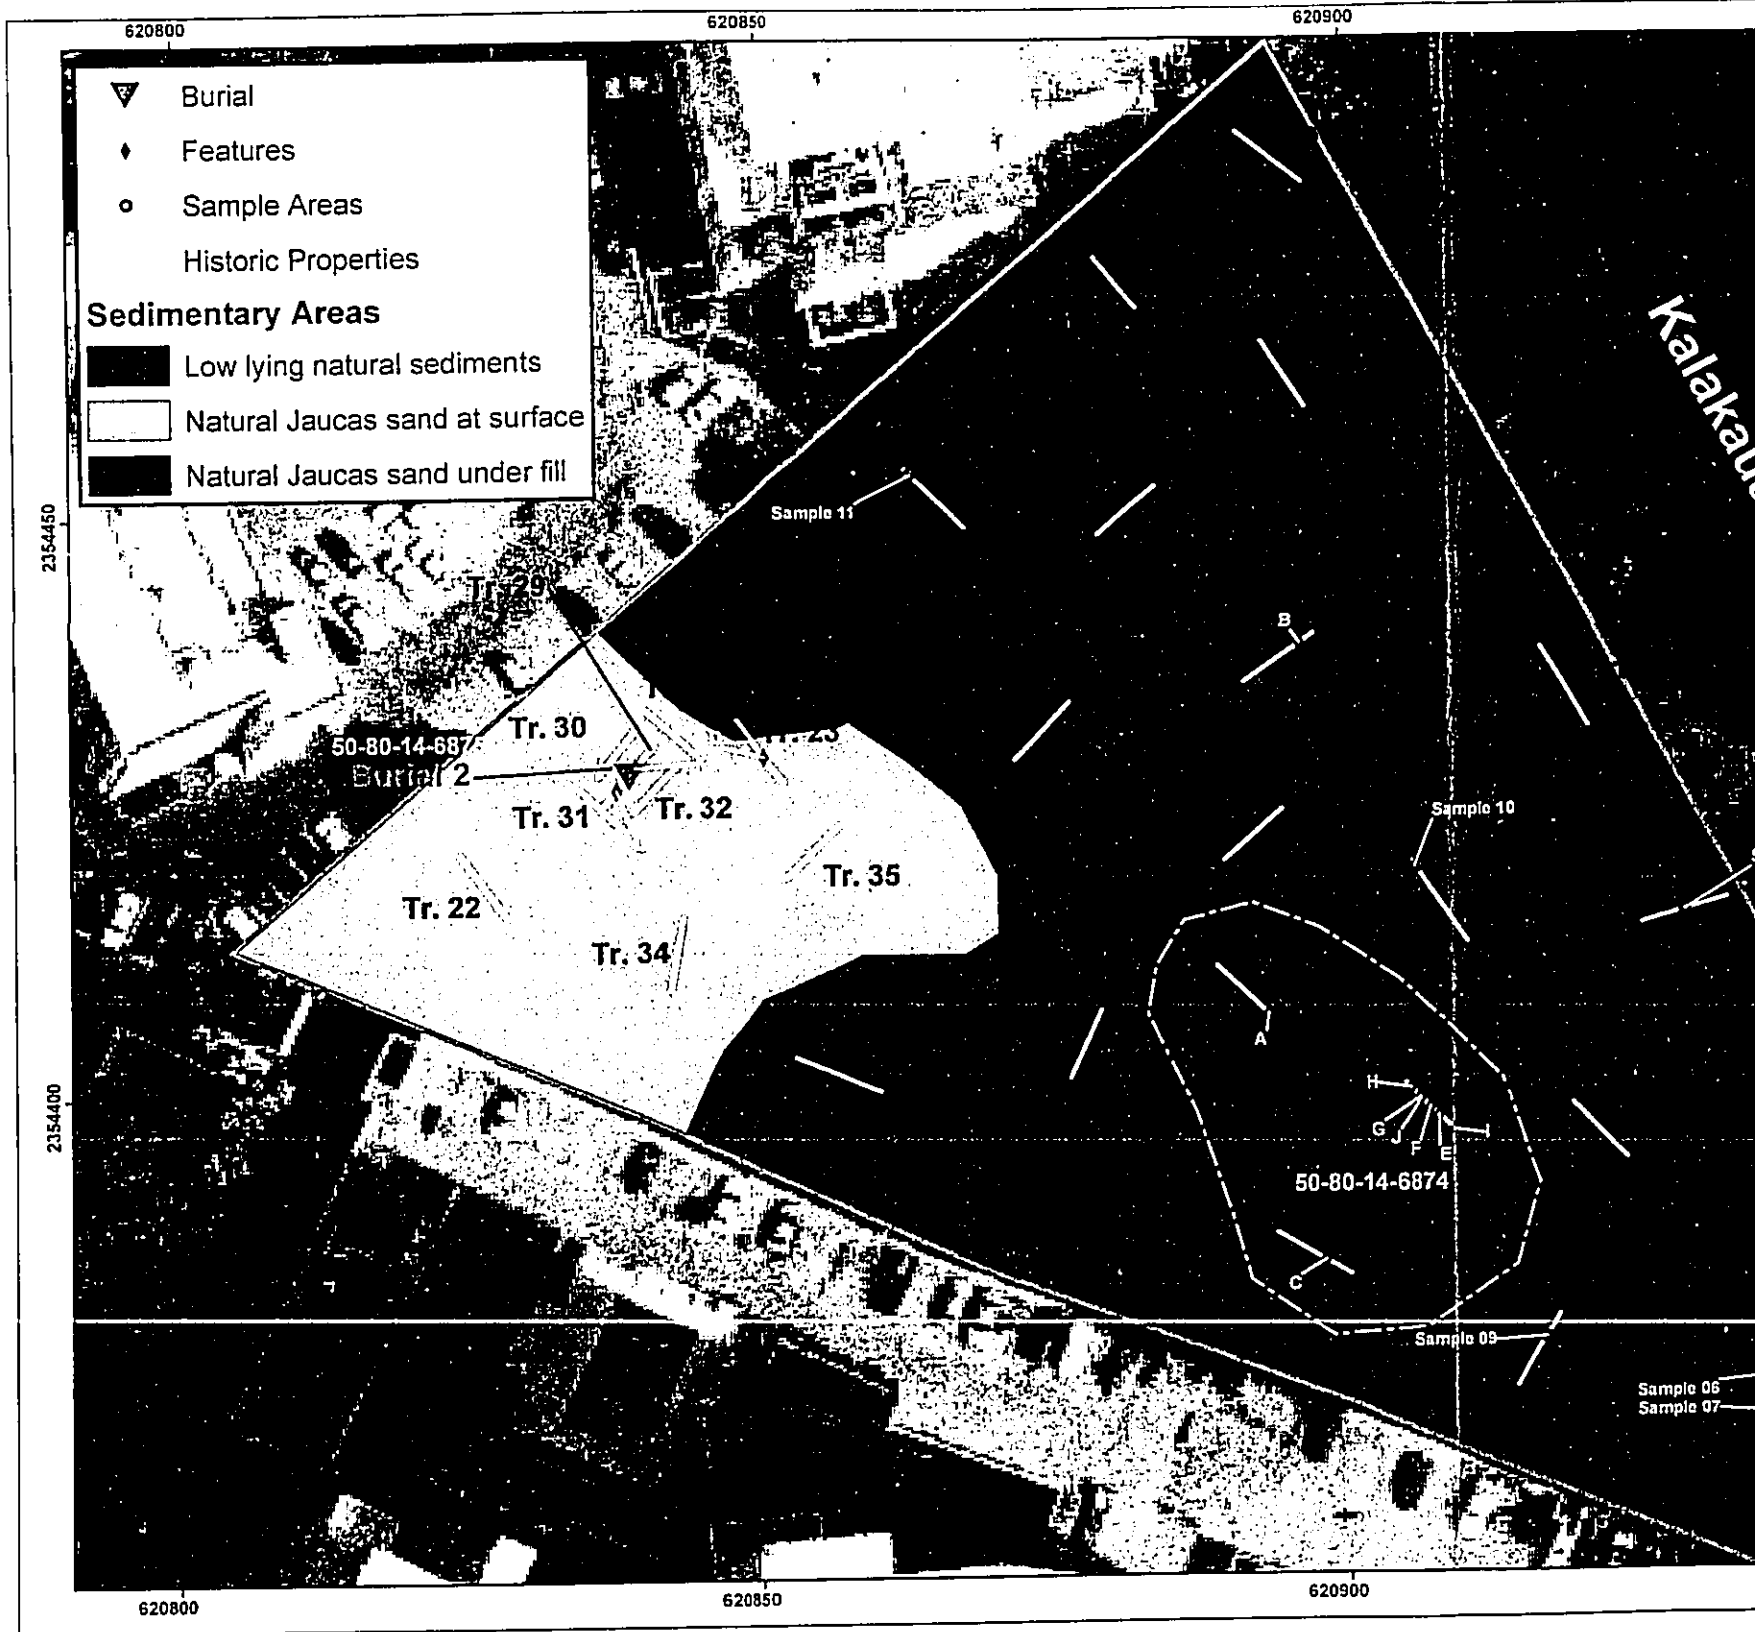 620800
620850
620900
Burial
Features
Sample Areas
Historic Properties
Sedimentary Areas
Low lying natural sediments
Natural Jaucas sand at surface
Natural Jaucas sand under fill
2354450
2354400
Sample 11
Tr. 29
B
Tr. 30
Burial 2
Tr. 31
Tr. 32
Sample 10
Tr. 35
Tr. 22
Tr. 34
A
H
G
J
F
E
I
50-80-14-6874
C
Sample 09
Sample 06
Sample 07
620800
620850
620900